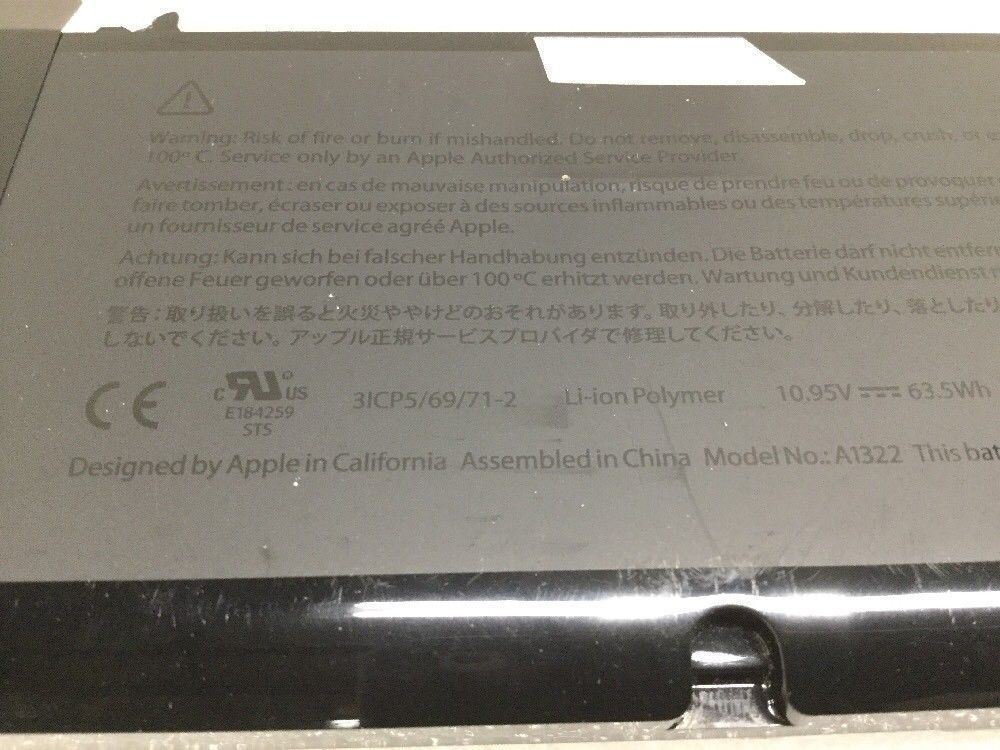 Warning: Risk of fire or burn if mishandled. Do not remove, disassemble, drop, crush, or
100° C. Service only by an Apple Authorized Service Provider.
Avertissement : en cas de mauvaise manipulation, risque de prendre feu ou de provoquer
faire tomber, écraser ou exposer à des sources inflammables ou des températures supérie
un fournisseur de service agréé Apple.
Achtung: Kann sich bei falscher Handhabung entzünden. Die Batterie darf nicht entfer
offene Feuer geworfen oder über 100 °C erhitzt werden. Wartung und Kundendienst
警告：取り扱いを誤ると火災ややけどのおそれがあります。取り外したり、分解したり、落としたり
しないでください。アップル正規サービスプロバイダで修理してください。
CE c RU US 3ICP5/69/71-2 Li-ion Polymer 10.95V 63.5Wh
E184259
STS
Designed by Apple in California Assembled in China Model No.: A1322 This bat